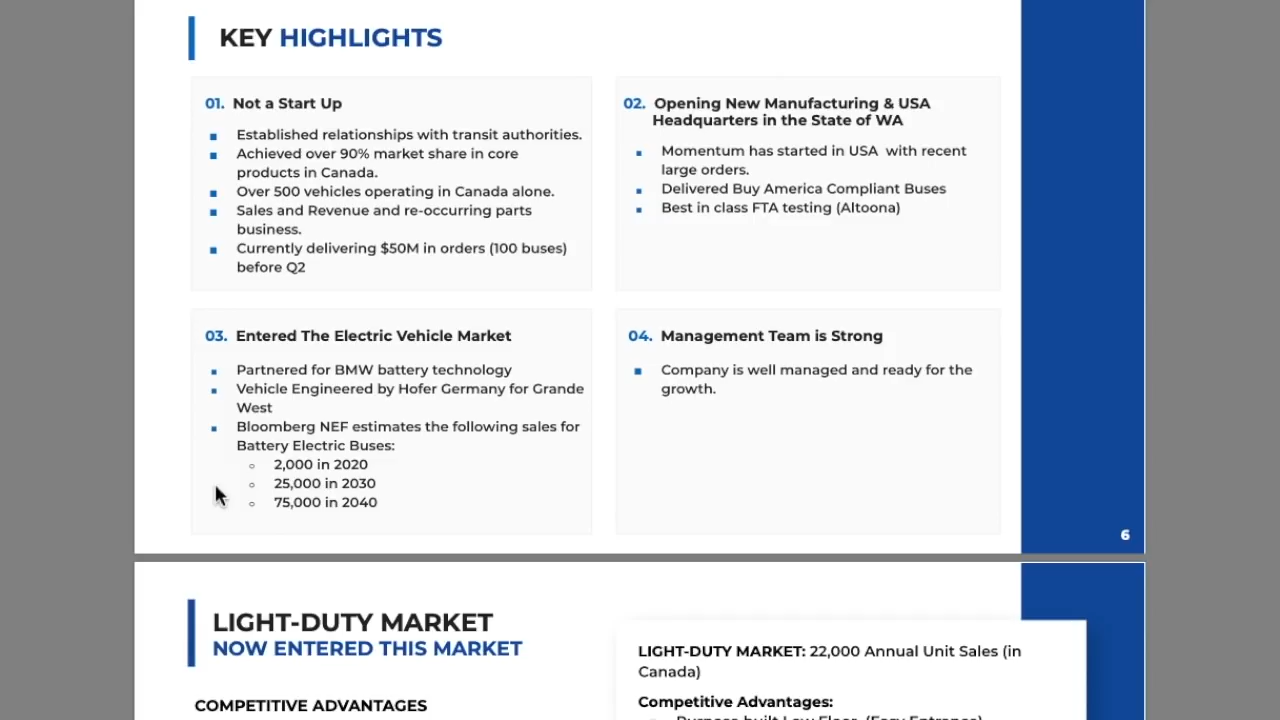 KEY HIGHLIGHTS
01. Not a Start Up
Established relationships with transit authorities.
Achieved over 90% market share in core
products in Canada.
Over 500 vehicles operating in Canada alone.
Sales and Revenue and re-occurring parts
business.
Currently delivering $50M in orders (100 buses)
before Q2
02. Opening New Manufacturing & USA
Headquarters in the State of WA
Momentum has started in USA with recent
large orders.
Delivered Buy America Compliant Buses
Best in class FTA testing (Altoona)
03. Entered The Electric Vehicle Market
Partnered for BMW battery technology
Vehicle Engineered by Hofer Germany for Grande
West
Bloomberg NEF estimates the following sales for
Battery Electric Buses:
2,000 in 2020
25,000 in 2030
75,000 in 2040
04. Management Team is Strong
Company is well managed and ready for the
growth.
6
LIGHT-DUTY MARKET
NOW ENTERED THIS MARKET
COMPETITIVE ADVANTAGES
LIGHT-DUTY MARKET: 22,000 Annual Unit Sales (in
Canada)
Competitive Advantages:
Purpose built Low Floor (Easy Entrance)